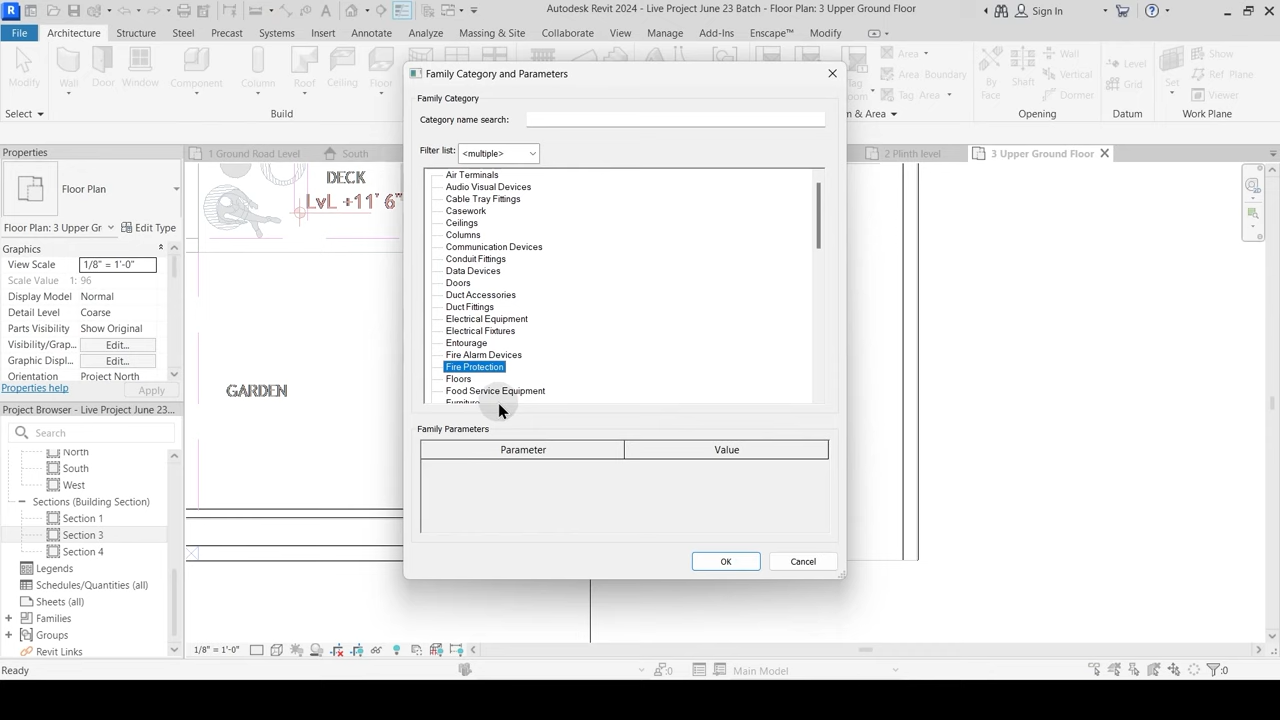 Autodesk Revit 2024 - Live Project June 23 Batch - Floor Plan: 3 Upper Ground Floor
Sign In
File Architecture Structure Steel Precast Systems Insert Annotate Analyze Massing & Site Collaborate View Manage Add-Ins Enscape™ Modify
Modify Wall Door Window Component Column Roof Ceiling Floor
Area
Area Boundary
Tag Area
By Face
Shaft
Wall
Vertical
Dormer
Level
Grid
Set
Show
Ref Plane
Viewer
Select Build & Area Opening Datum Work Plane
Properties
1 Ground Road Level South 2 Plinth level 3 Upper Ground Floor
Floor Plan
Floor Plan: 3 Upper Gr Edit Type
Graphics
View Scale 1/8" = 1'-0"
Scale Value 1: 96
Display Model Normal
Detail Level Coarse
Parts Visibility Show Original
Visibility/Grap... Edit...
Graphic Displ... Edit...
Orientation Project North
Properties help Apply
Project Browser - Live Project June 23...
Search
North
South
West
Sections (Building Section)
Section 1
Section 3
Section 4
Legends
Schedules/Quantities (all)
Sheets (all)
Families
Groups
Revit Links
DECK
LvL +11' 6"
GARDEN
Family Category and Parameters
Family Category
Category name search:
Filter list: <multiple>
Air Terminals
Audio Visual Devices
Cable Tray Fittings
Casework
Ceilings
Columns
Communication Devices
Conduit Fittings
Data Devices
Doors
Duct Accessories
Duct Fittings
Electrical Equipment
Electrical Fixtures
Entourage
Fire Alarm Devices
Fire Protection
Floors
Food Service Equipment
Furniture
Family Parameters
Parameter Value
OK Cancel
1/8" = 1'-0"
Ready :0 Main Model :0